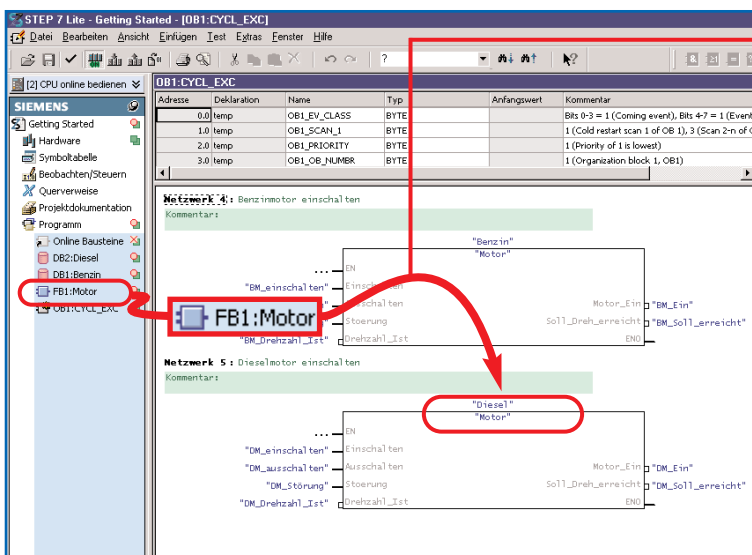 STEP 7 Lite - Getting Started - [OB1:CYCL_EXC]
Datei Bearbeiten Ansicht Einfügen Test Extras Fenster Hilfe
?
[2] CPU online bedienen
OB1:CYCL_EXC
SIEMENS
Getting Started
Hardware
Symboltabelle
Beobachten/Steuern
Querverweise
Projektdokumentation
Programm
Online Bausteine
DB2:Diesel
DB1:Benzin
FB1:Motor
OB1:CYCL_EXC
Adresse Deklaration Name Typ Anfangswert Kommentar
0.0 temp OB1_EV_CLASS BYTE Bits 0-3 = 1 (Coming event), Bits 4-7 = 1 (Event
1.0 temp OB1_SCAN_1 BYTE 1 (Cold restart scan 1 of OB 1), 3 (Scan 2-n of
2.0 temp OB1_PRIORITY BYTE 1 (Priority of 1 is lowest)
3.0 temp OB1_OB_NUMBR BYTE 1 (Organization block 1, OB1)
Netzwerk 4: Benzinmotor einschalten
Kommentar:
"Benzin"
"Motor"
... EN
"BM_einschalten"
FB1:Motor
Stoerung
Motor_Ein "BM_Ein"
Soll_Dreh_erreicht "BM_Soll_erreicht"
"BM_Drehzahl_Ist" Drehzahl_Ist ENO
Netzwerk 5: Dieselmotor einschalten
Kommentar:
"Diesel"
"Motor"
... EN
"DM_einschalten" Einschalten
"DM_ausschalten" Ausschalten Motor_Ein "DM_Ein"
"DM_Störung" Stoerung Soll_Dreh_erreicht "DM_Soll_erreicht"
"DM_Drehzahl_Ist" Drehzahl_Ist ENO